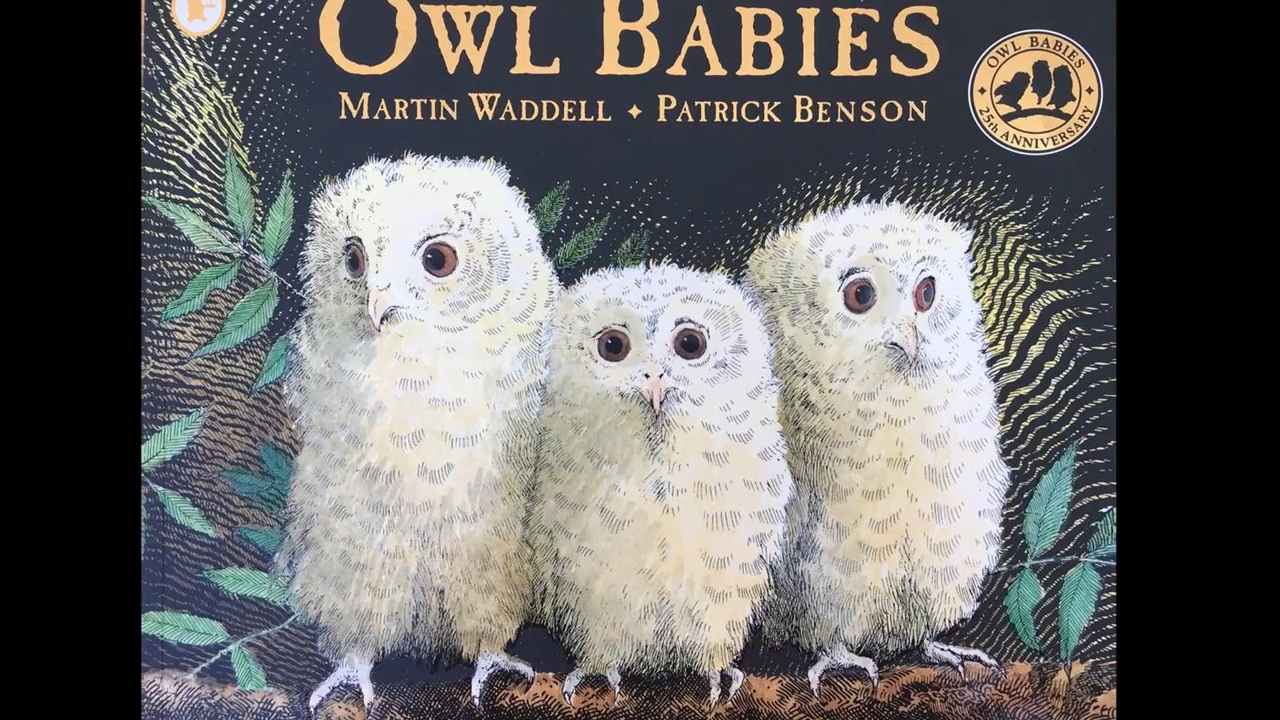 OWL BABIES
MARTIN WADDELL ✦ PATRICK BENSON
OWL BABIES
25th ANNIVERSARY